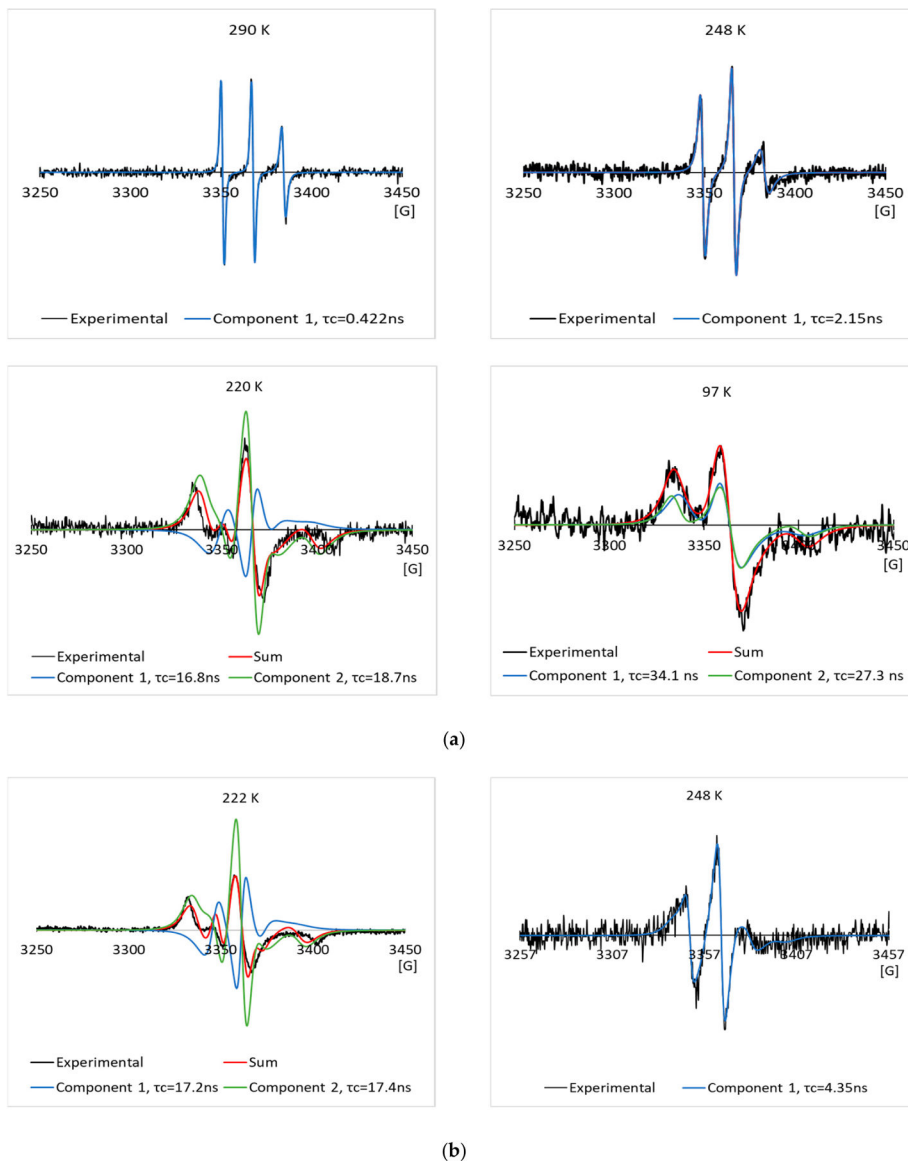 290 K
3250 3300 3350 3400 3450
[G]
Experimental Component 1, τc=0.422ns
248 K
3250 3300 3350 3400 3450
[G]
Experimental Component 1, τc=2.15ns
220 K
3250 3300 3350 3400 3450
[G]
Experimental Sum
Component 1, τc=16.8ns Component 2, τc=18.7ns
97 K
3250 3300 3350 3400 3450
[G]
Experimental Sum
Component 1, τc=34.1 ns Component 2, τc=27.3 ns
(a)
222 K
3250 3300 3350 3400 3450
[G]
Experimental Sum
Component 1, τc=17.2ns Component 2, τc=17.4ns
248 K
3257 3307 3357 3407 3457
[G]
Experimental Component 1, τc=4.35ns
(b)